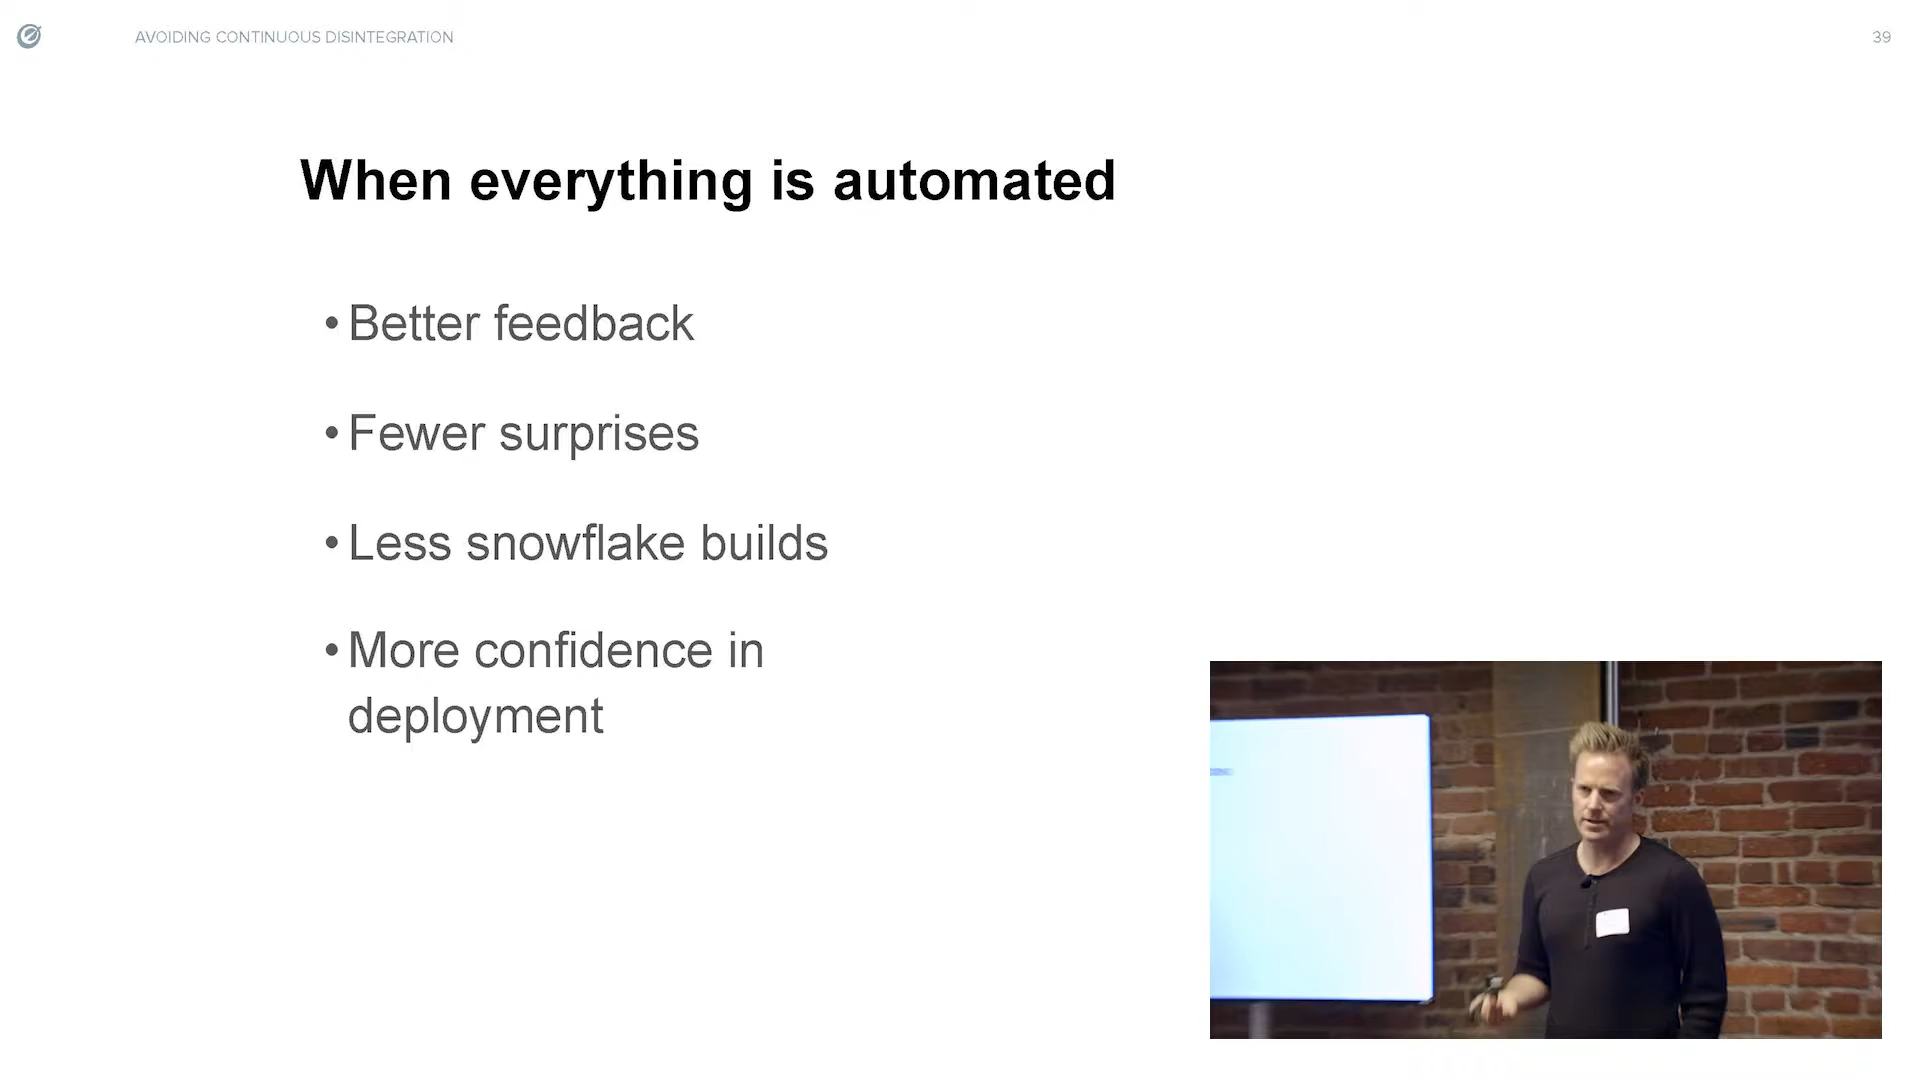 AVOIDING CONTINUOUS DISINTEGRATION
39
When everything is automated
• Better feedback
• Fewer surprises
• Less snowflake builds
• More confidence in
deployment